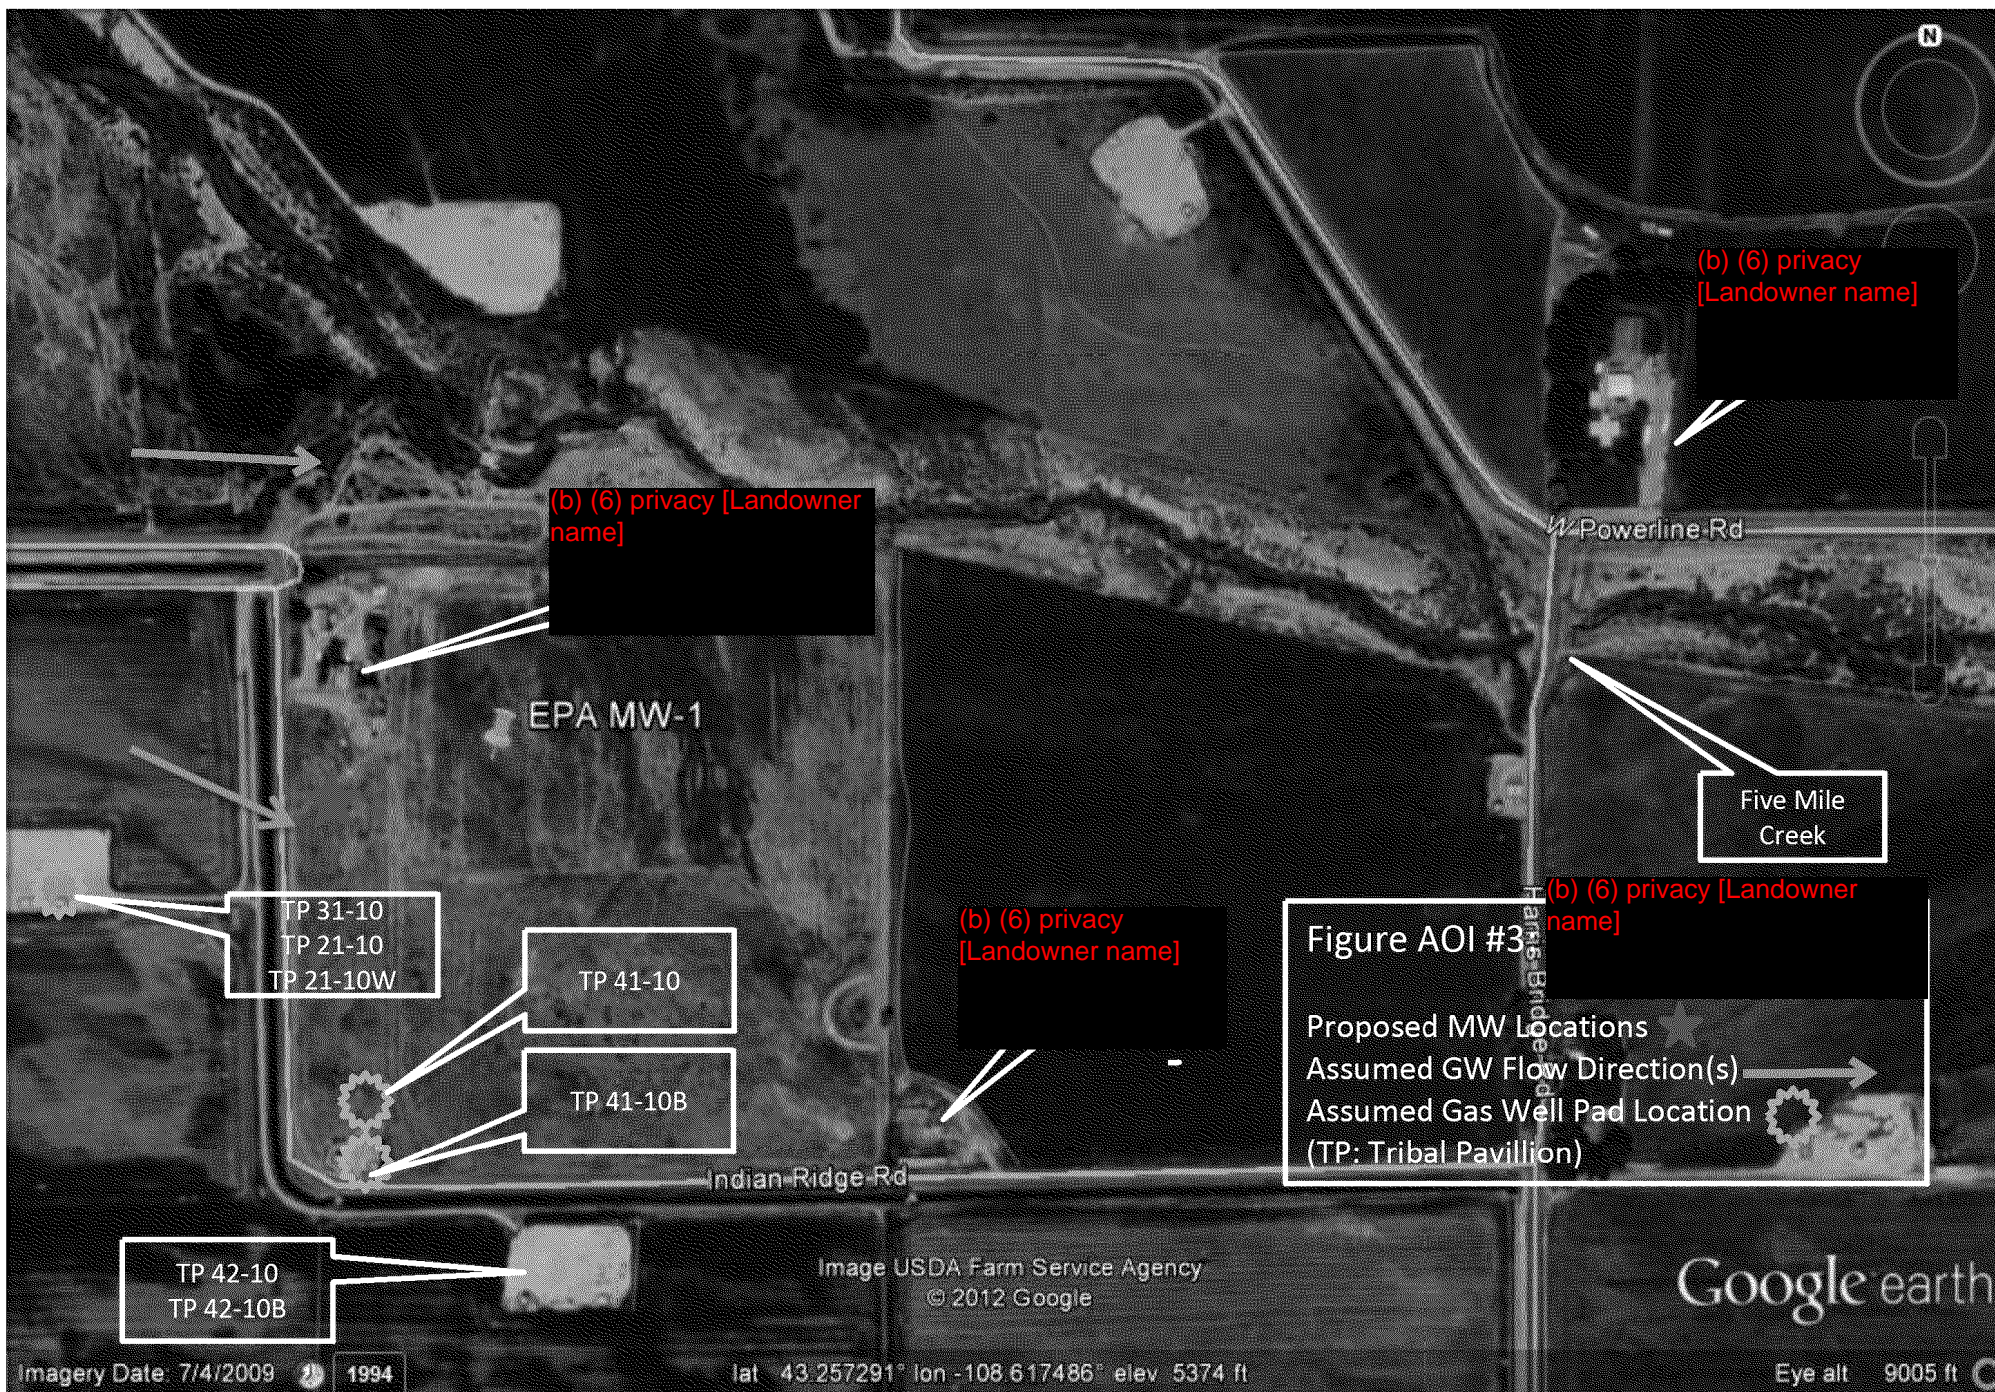 N
(b) (6) privacy
[Landowner name]
(b) (6) privacy [Landowner
name]
W Powerline Rd
EPA MW-1
Five Mile
Creek
TP 31-10
TP 21-10
TP 21-10W
TP 41-10
TP 41-10B
(b) (6) privacy
[Landowner name]
(b) (6) privacy [Landowner
name]
Figure AOI #3
Harris-Bridge-Rd
Proposed MW Locations
Assumed GW Flow Direction(s)
Assumed Gas Well Pad Location
(TP: Tribal Pavillion)
Indian Ridge Rd
TP 42-10
TP 42-10B
Image USDA Farm Service Agency
© 2012 Google
Google earth
Imagery Date: 7/4/2009
1994
lat 43.257291° lon -108.617486° elev 5374 ft
Eye alt 9005 ft